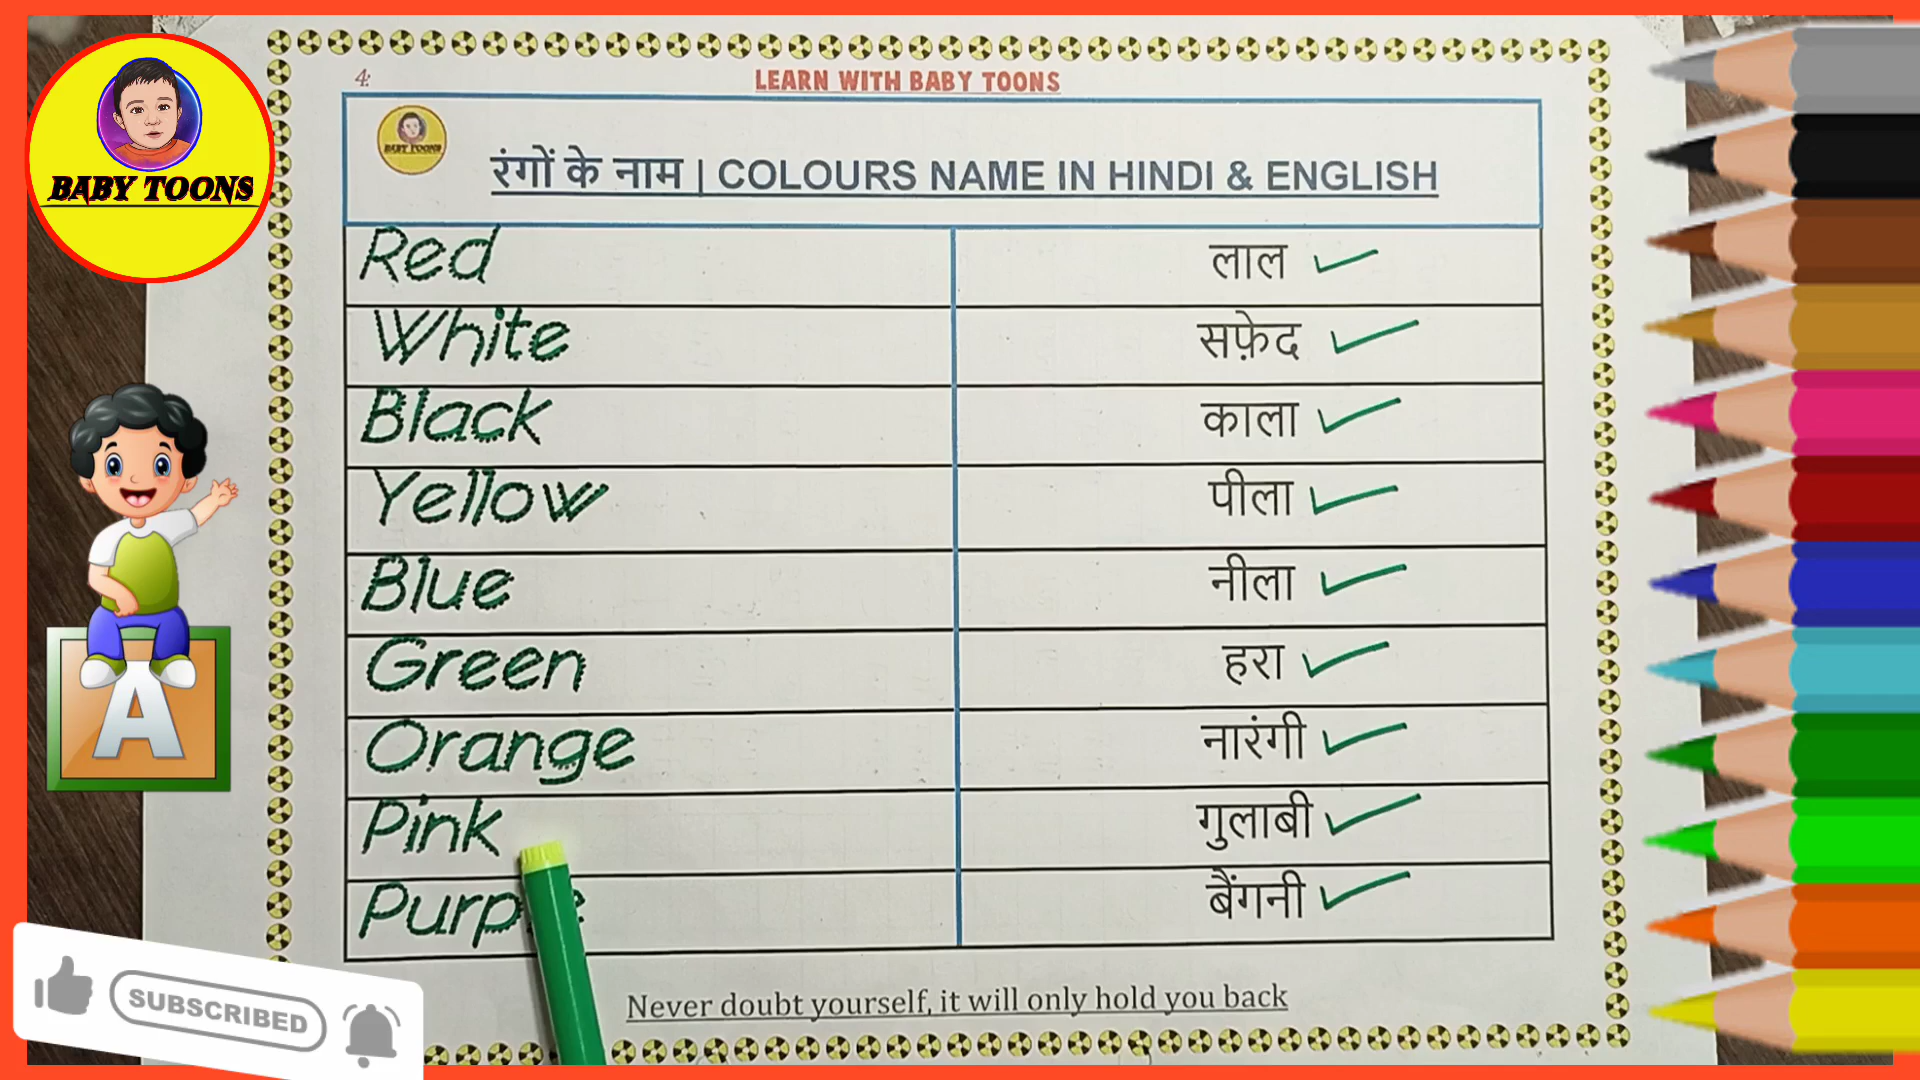 BABY TOONS
4.
LEARN WITH BABY TOONS
BABY TOONS
रंगों के नाम | COLOURS NAME IN HINDI & ENGLISH
Red लाल
White सफ़ेद
Black काला
Yellow पीला
Blue नीला
Green हरा
Orange नारंगी
Pink गुलाबी
Purp e बैंगनी
A
Never doubt yourself, it will only hold you back
SUBSCRIBED